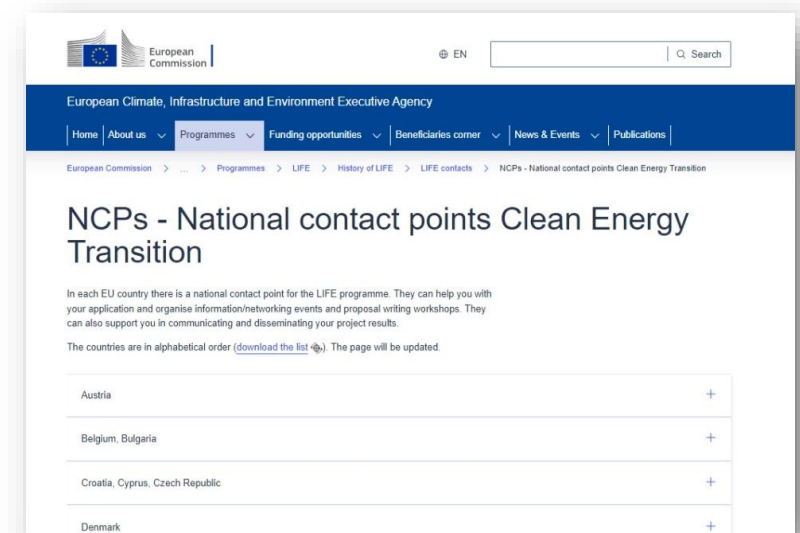 European
Commission
EN
Search
European Climate, Infrastructure and Environment Executive Agency
Home About us Programmes Funding opportunities Beneficiaries corner News & Events Publications
European Commission > ... > Programmes > LIFE > History of LIFE > LIFE contacts > NCPs - National contact points Clean Energy Transition
NCPs - National contact points Clean Energy
Transition
In each EU country there is a national contact point for the LIFE programme. They can help you with
your application and organise information/networking events and proposal writing workshops. They
can also support you in communicating and disseminating your project results.
The countries are in alphabetical order (download the list). The page will be updated.
Austria +
Belgium, Bulgaria +
Croatia, Cyprus, Czech Republic +
Denmark +